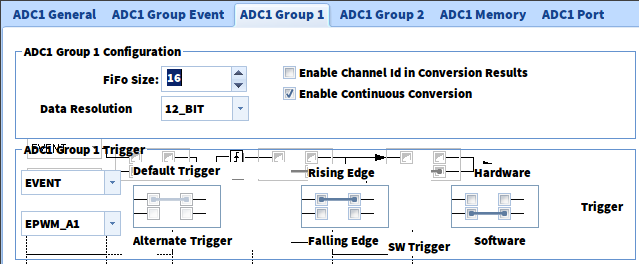 ADC1 General ADC1 Group Event ADC1 Group 1 ADC1 Group 2 ADC1 Memory ADC1 Port
ADC1 Group 1 Configuration
FiFo Size: 16
Enable Channel Id in Conversion Results
Data Resolution 12_BIT
Enable Continuous Conversion
ADC1 Group 1 Trigger
Default Trigger Rising Edge Hardware
EVENT
Trigger
EPWM_A1
Alternate Trigger Falling Edge SW Trigger Software